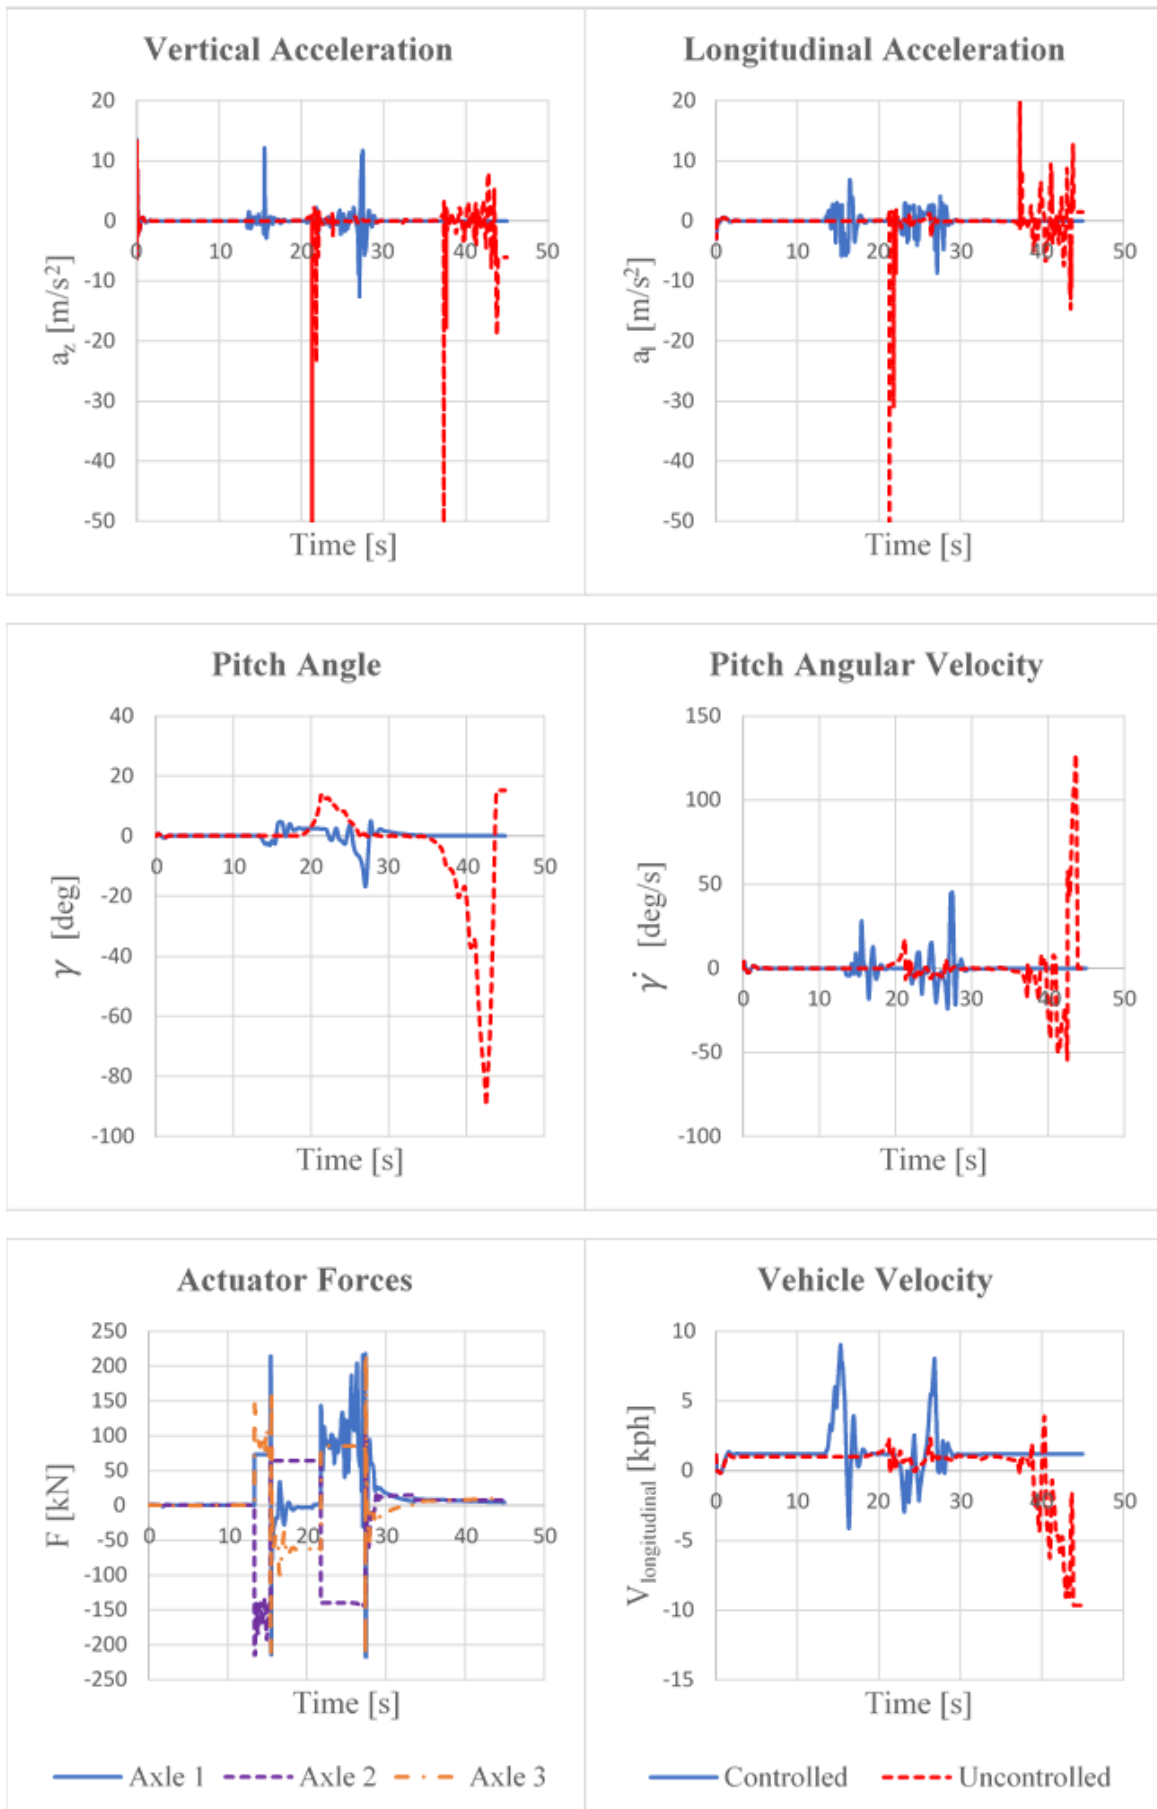 Vertical Acceleration
20
10
0
-10
-20
-30
-40
-50
0 10 20 30 40 50
a_z [m/s²]
Time [s]
Longitudinal Acceleration
20
10
0
-10
-20
-30
-40
-50
0 10 20 30 40 50
a_l [m/s²]
Time [s]
Pitch Angle
40
20
0
-20
-40
-60
-80
-100
0 10 20 30 40 50
γ [deg]
Time [s]
Pitch Angular Velocity
150
100
50
0
-50
-100
0 10 20 30 40 50
γ̇ [deg/s]
Time [s]
Actuator Forces
250
200
150
100
50
0
-50
-100
-150
-200
-250
0 10 20 30 40 50
F [kN]
Time [s]
Axle 1 Axle 2 Axle 3
Vehicle Velocity
10
5
0
-5
-10
-15
0 10 20 30 40 50
V_longitudinal [kph]
Time [s]
Controlled Uncontrolled